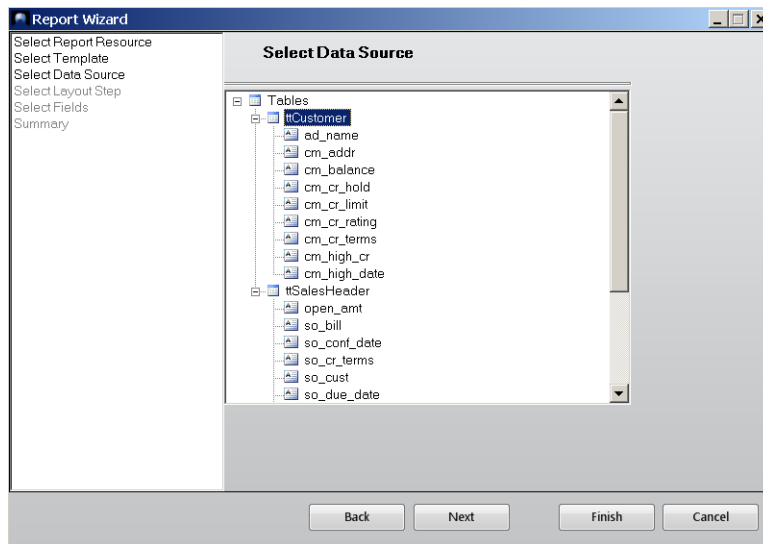 Report Wizard
Select Report Resource
Select Template
Select Data Source
Select Layout Step
Select Fields
Summary
Select Data Source
Tables
ttCustomer
ad_name
cm_addr
cm_balance
cm_cr_hold
cm_cr_limit
cm_cr_rating
cm_cr_terms
cm_high_cr
cm_high_date
ttSalesHeader
open_amt
so_bill
so_conf_date
so_cr_terms
so_cust
so_due_date
Back Next Finish Cancel